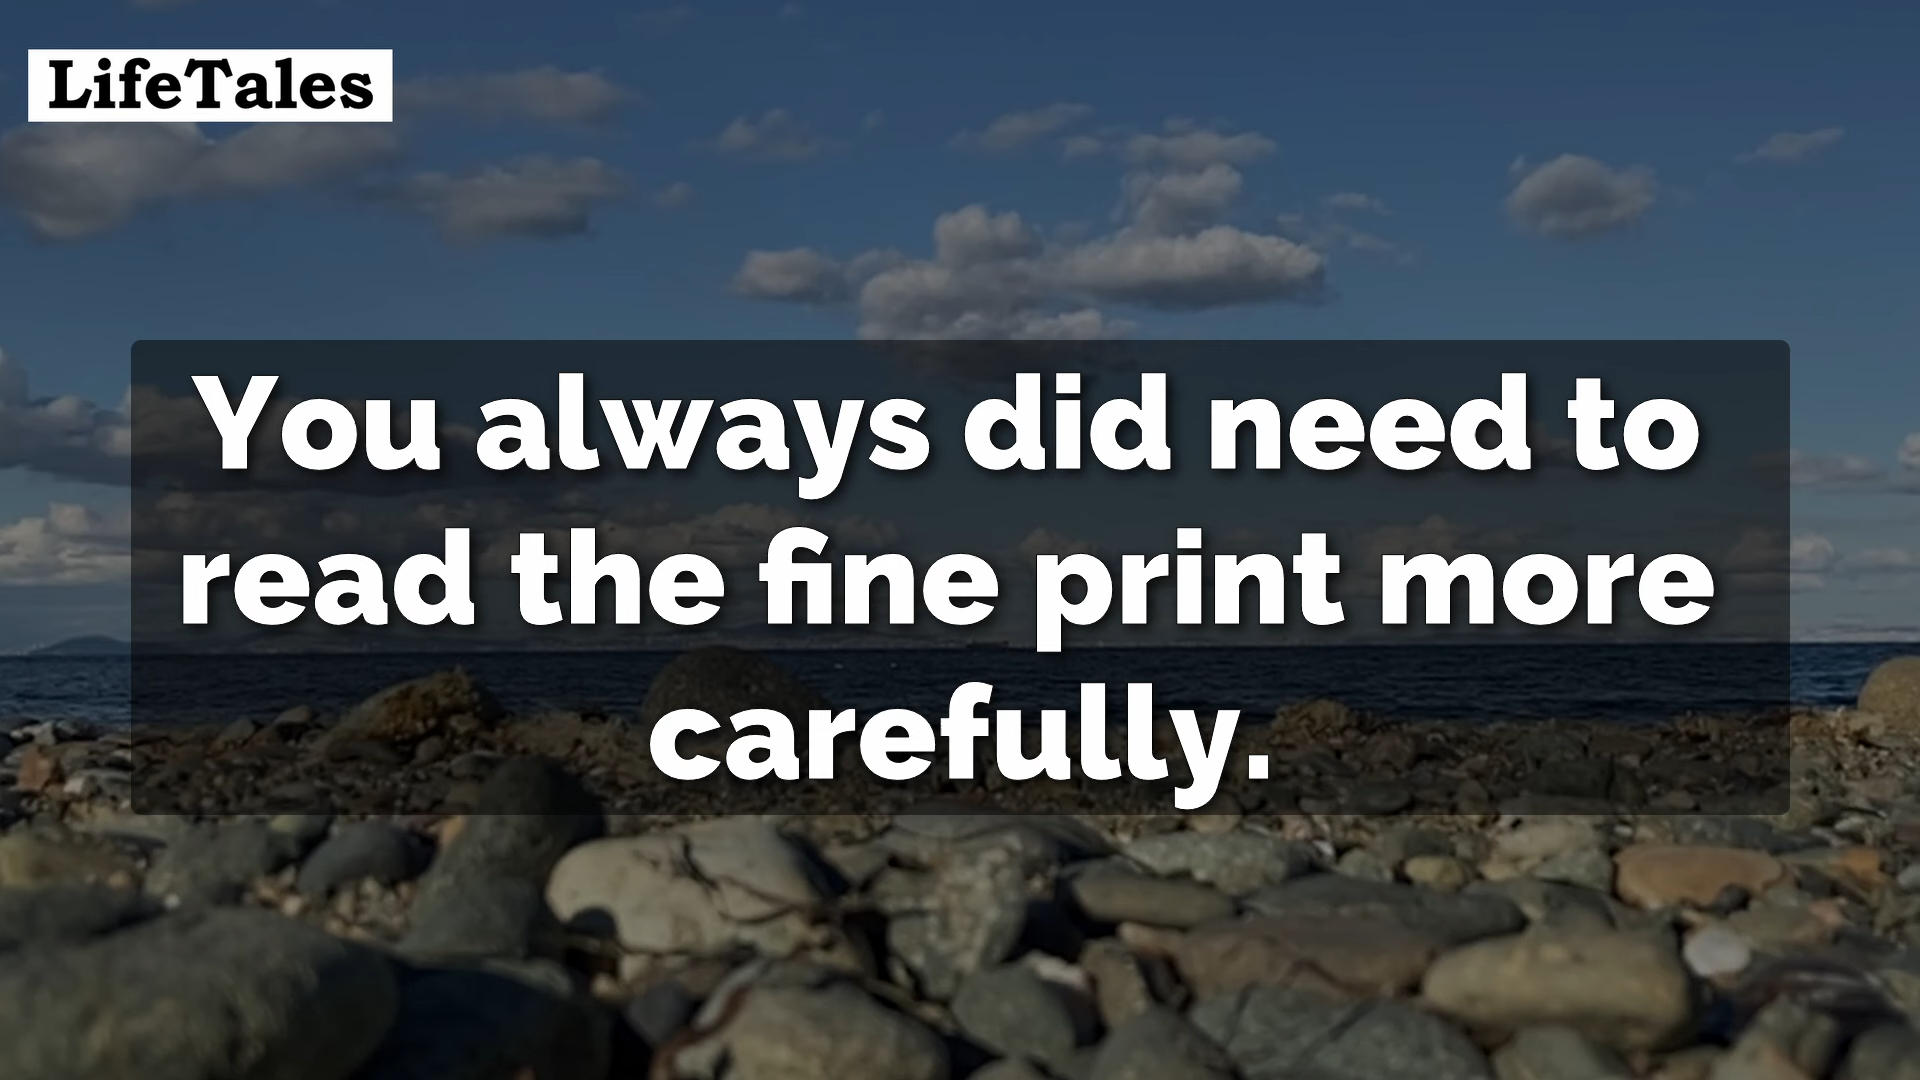 LifeTales
You always did need to
read the fine print more
carefully.